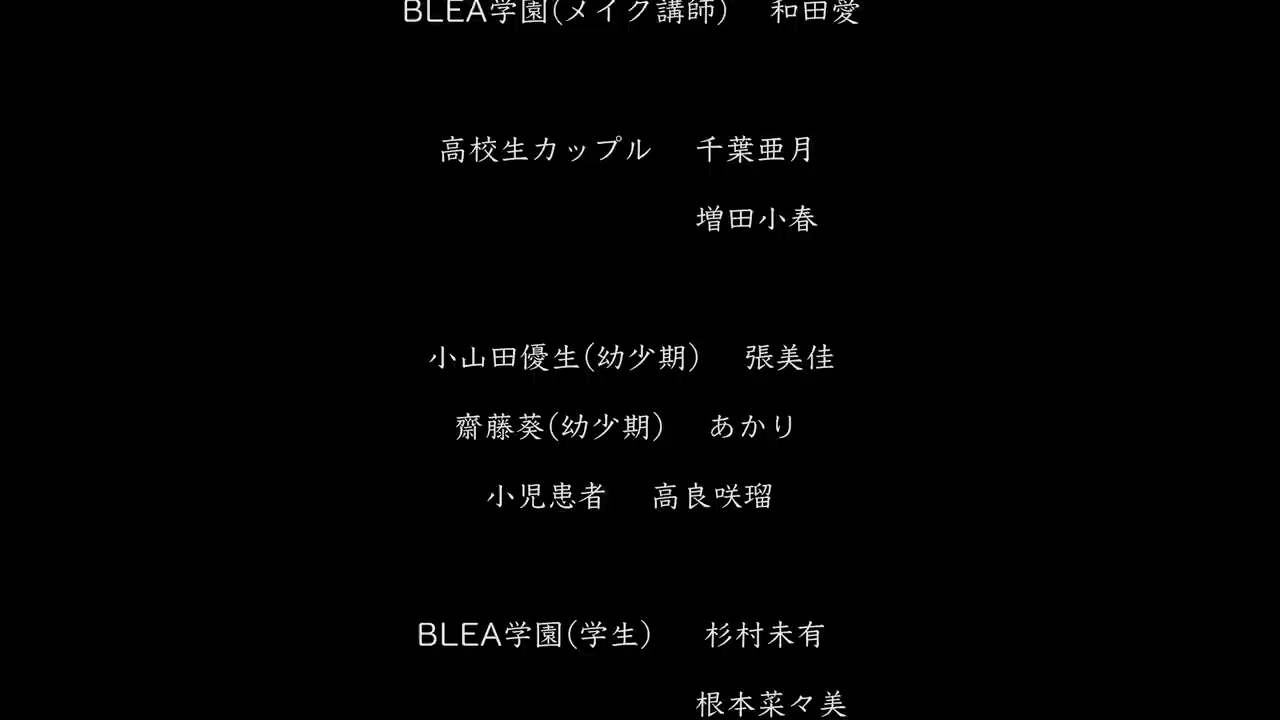 BLEA学園(メイク講師) 和田愛
高校生カップル 千葉亜月
増田小春
小山田優生(幼少期) 張美佳
齋藤葵(幼少期) あかり
小児患者 高良咲瑠
BLEA学園(学生) 杉村未有
根本菜々美